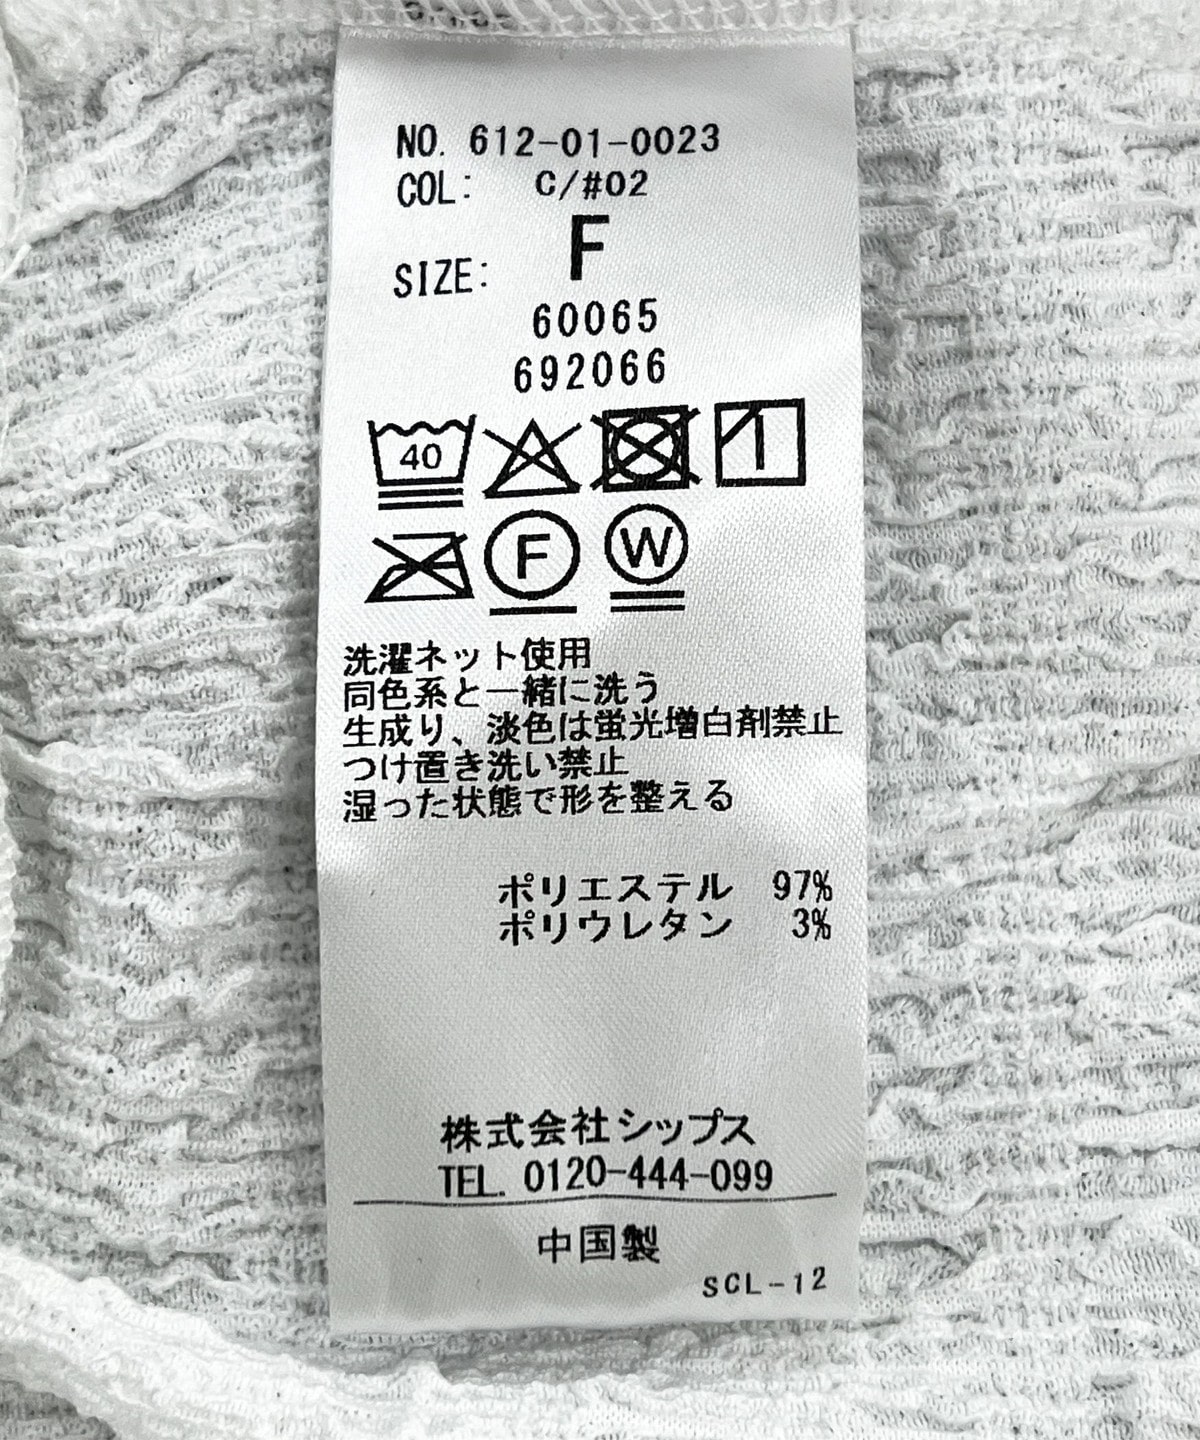 NO. 612-01-0023
COL: C/#02
SIZE: F
60065
692066
40
F W
洗濯ネット使用
同色系と一緒に洗う
生成り、淡色は蛍光増白剤禁止
つけ置き洗い禁止
湿った状態で形を整える
ポリエステル 97%
ポリウレタン 3%
株式会社シップス
TEL. 0120-444-099
中国製
SCL-12